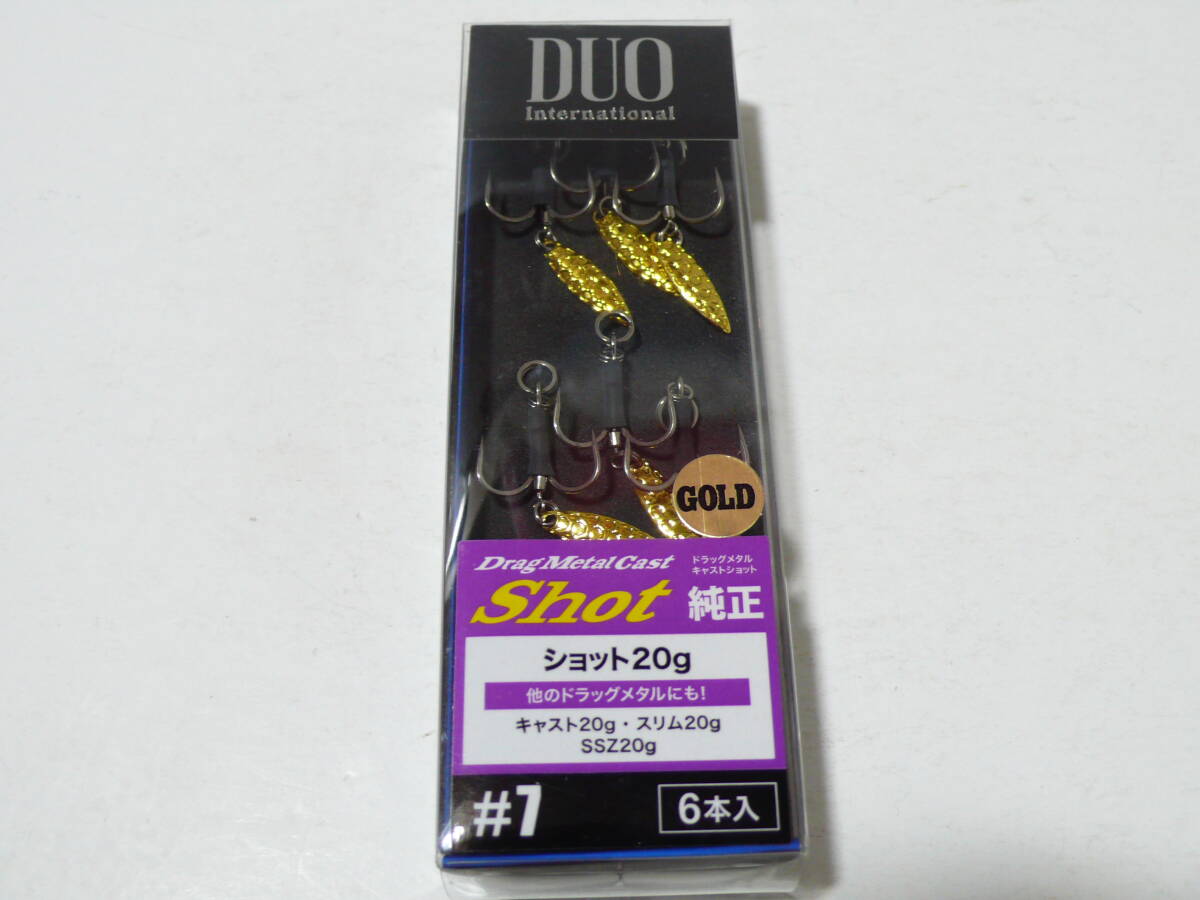 DUO
International
GOLD
Drag Metal Cast
ドラッグメタル
キャストショット
Shot 純正
ショット20g
他のドラッグメタルにも!
キャスト20g・スリム20g
SSZ20g
#7
6本入